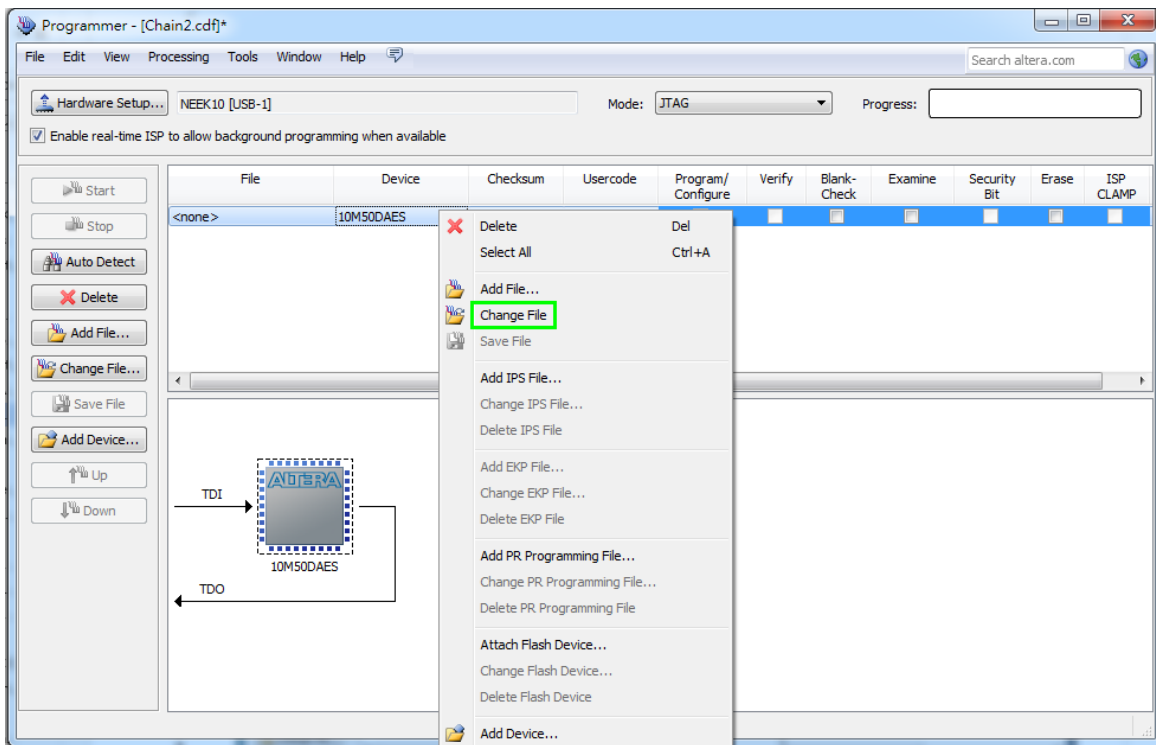 Programmer - [Chain2.cdf]*
File Edit View Processing Tools Window Help
Search altera.com
Hardware Setup... NEEK10 [USB-1] Mode: JTAG Progress:
Enable real-time ISP to allow background programming when available
File Device Checksum Usercode Program/ Verify Blank- Examine Security Erase ISP
Configure Check Bit CLAMP
<none> 10M50DAES
Start
Stop
Auto Detect
Delete
Add File...
Change File...
Save File
Add Device...
Up
Down
Delete Del
Select All Ctrl+A
Add File...
Change File
Save File
Add IPS File...
Change IPS File...
Delete IPS File
Add EKP File...
Change EKP File...
Delete EKP File
Add PR Programming File...
Change PR Programming File...
Delete PR Programming File
Attach Flash Device...
Change Flash Device...
Delete Flash Device
Add Device...
TDI
ALTERA
10M50DAES
TDO